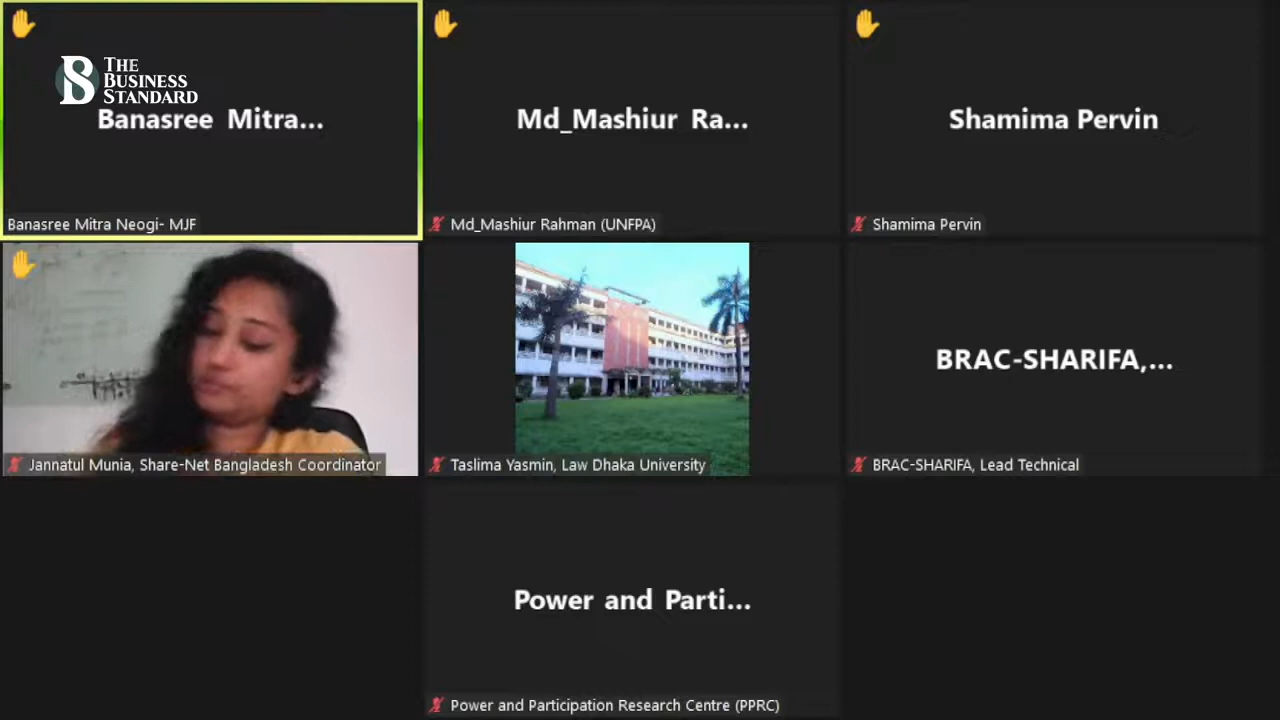 THE
BUSINESS
STANDARD
Banasree Mitra...
Banasree Mitra Neogi- MJF
Md_Mashiur Ra...
Md_Mashiur Rahman (UNFPA)
Shamima Pervin
Shamima Pervin
Jannatul Munia, Share-Net Bangladesh Coordinator
Taslima Yasmin, Law Dhaka University
BRAC-SHARIFA,...
BRAC-SHARIFA, Lead Technical
Power and Parti...
Power and Participation Research Centre (PPRC)